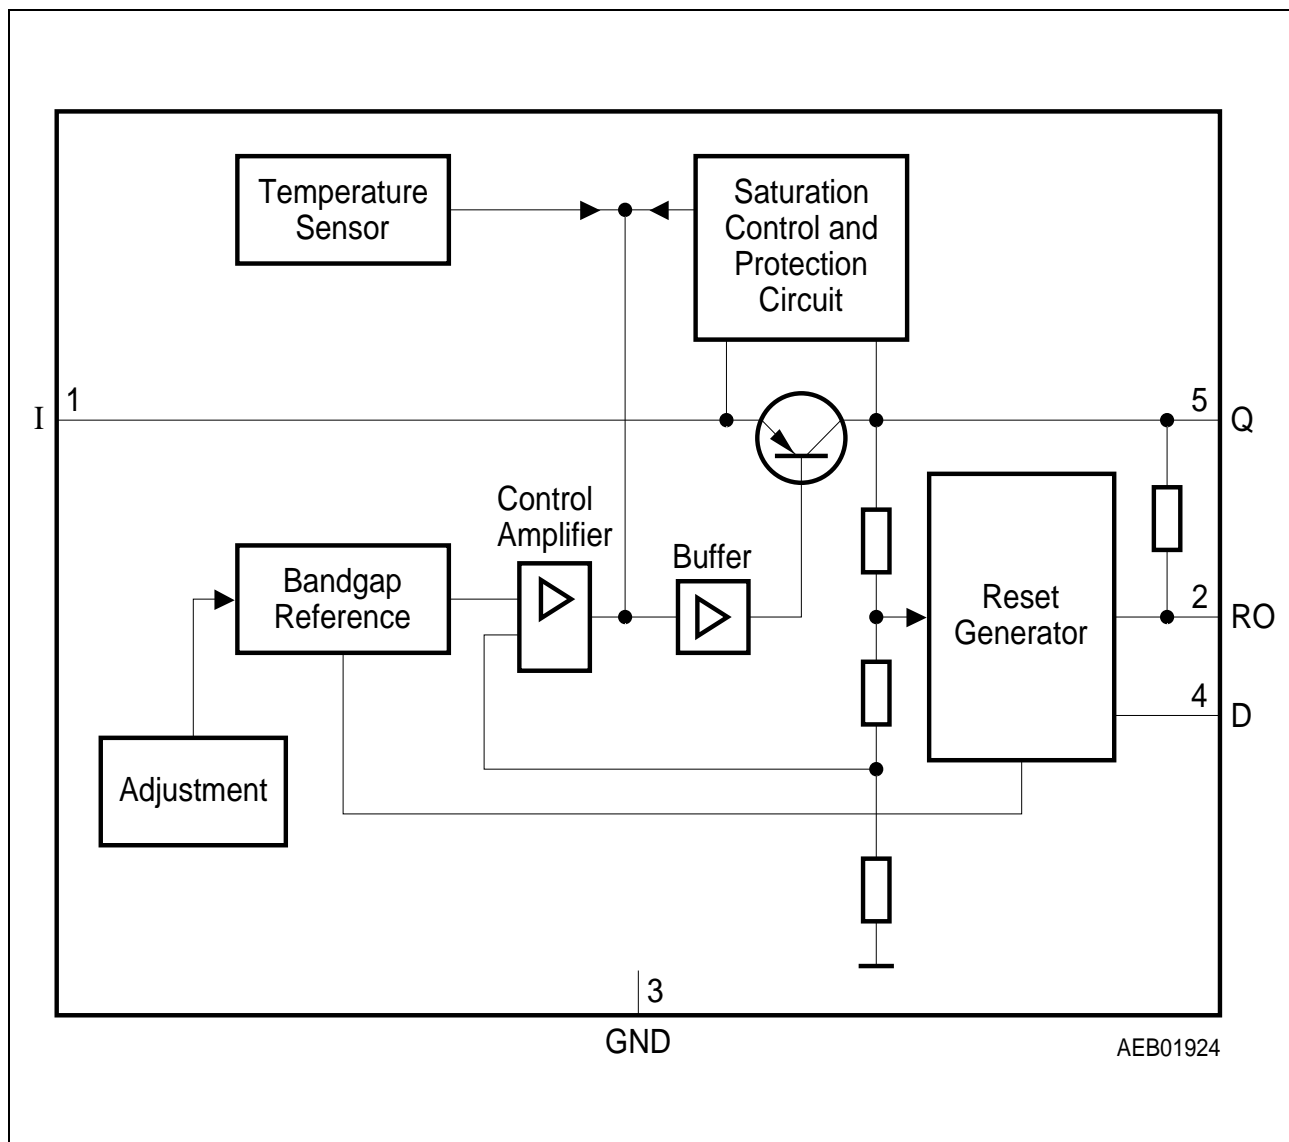 Temperature
Sensor
Saturation
Control and
Protection
Circuit
1
I
5
Q
Control
Amplifier
Buffer
Bandgap
Reference
Reset
Generator
2
RO
4
D
Adjustment
3
GND
AEB01924